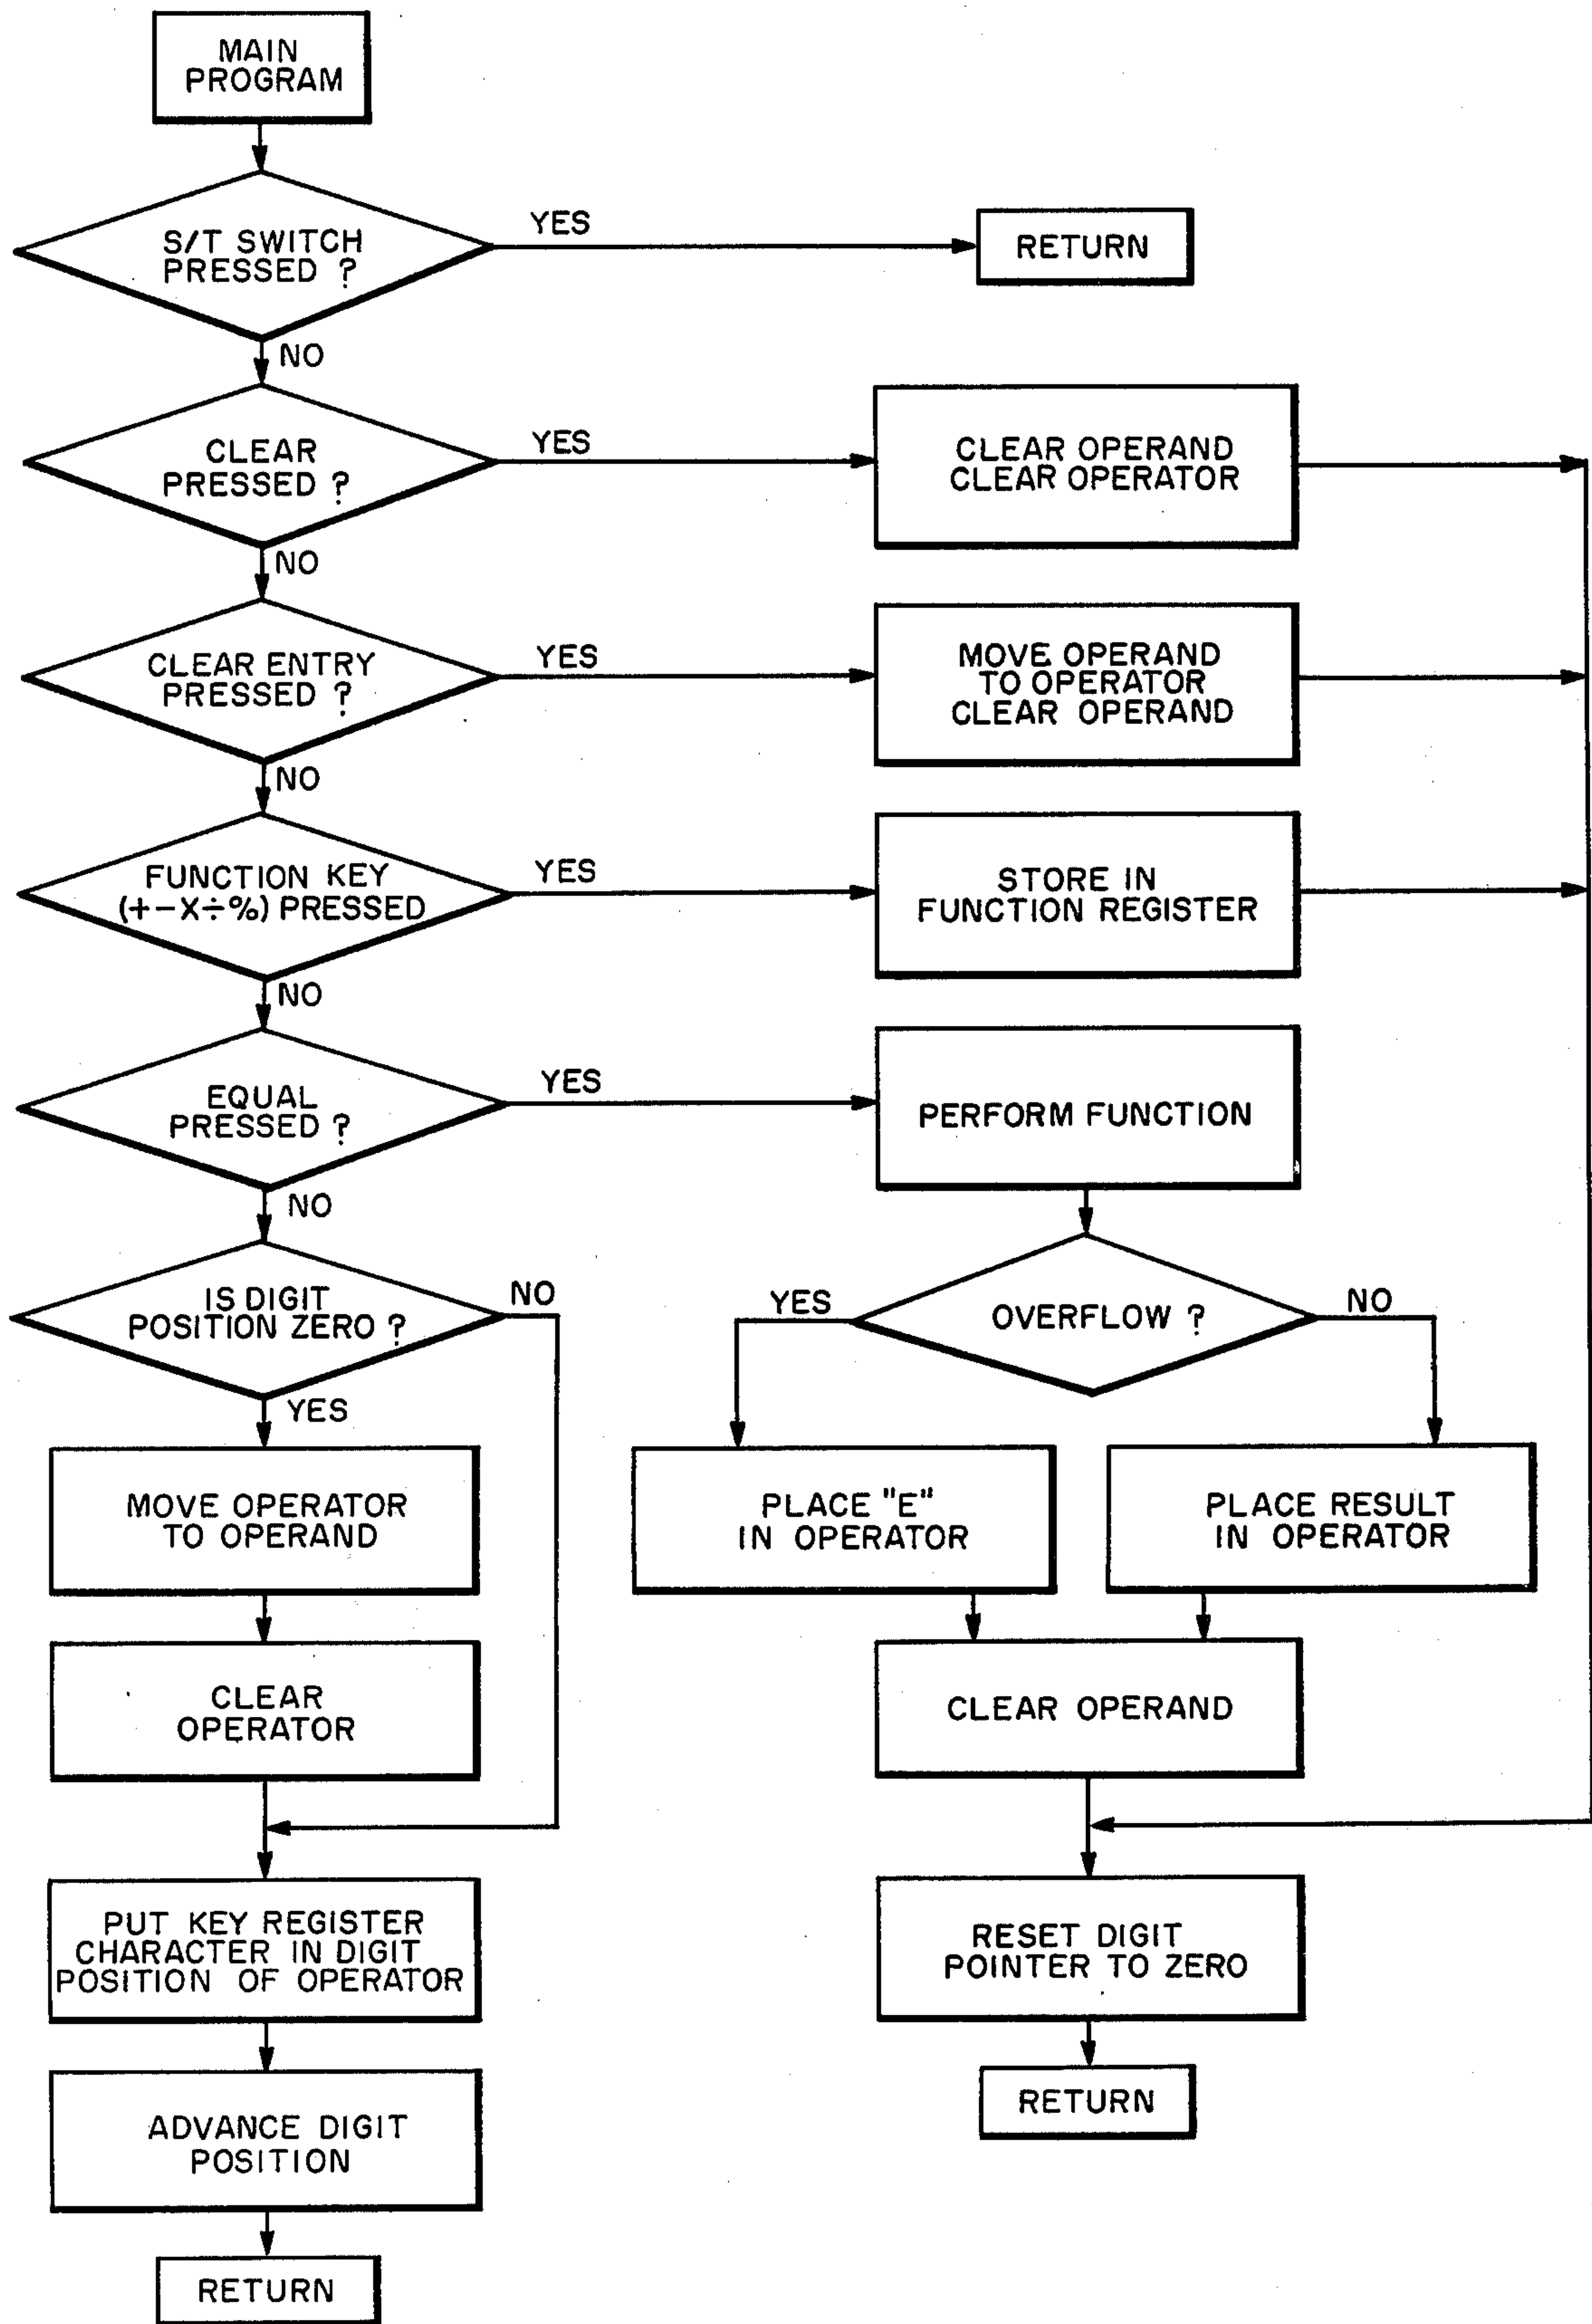 MAIN
PROGRAM
S/T SWITCH
PRESSED ?
YES
RETURN
NO
CLEAR
PRESSED ?
YES
CLEAR OPERAND
CLEAR OPERATOR
NO
CLEAR ENTRY
PRESSED ?
YES
MOVE OPERAND
TO OPERATOR
CLEAR OPERAND
NO
FUNCTION KEY
(+-X÷%) PRESSED
YES
STORE IN
FUNCTION REGISTER
NO
EQUAL
PRESSED ?
YES
PERFORM FUNCTION
NO
IS DIGIT
POSITION ZERO ?
NO
YES
OVERFLOW ?
NO
YES
MOVE OPERATOR
TO OPERAND
PLACE "E"
IN OPERATOR
PLACE RESULT
IN OPERATOR
CLEAR
OPERATOR
CLEAR OPERAND
PUT KEY REGISTER
CHARACTER IN DIGIT
POSITION OF OPERATOR
RESET DIGIT
POINTER TO ZERO
ADVANCE DIGIT
POSITION
RETURN
RETURN